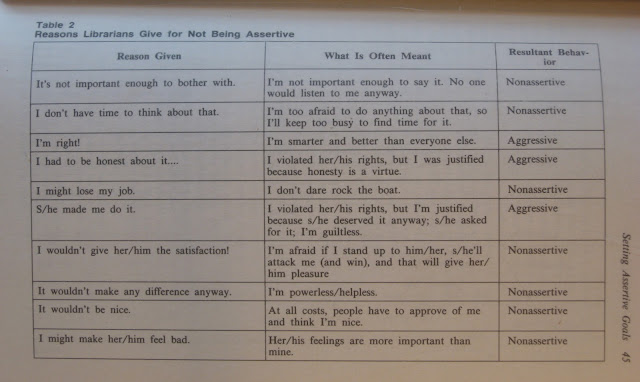 Table 2
Reasons Librarians Give for Not Being Assertive
Reason Given
What Is Often Meant
Resultant Behav-
ior
It's not important enough to bother with.
I'm not important enough to say it. No one
would listen to me anyway.
Nonassertive
I don't have time to think about that.
I'm too afraid to do anything about that, so
I'll keep too busy to find time for it.
Nonassertive
I'm right!
I'm smarter and better than everyone else.
Aggressive
I had to be honest about it....
I violated her/his rights, but I was justified
because honesty is a virtue.
Aggressive
I might lose my job.
I don't dare rock the boat.
Nonassertive
S/he made me do it.
I violated her/his rights, but I'm justified
because s/he deserved it anyway; s/he asked
for it; I'm guiltless.
Aggressive
I wouldn't give her/him the satisfaction!
I'm afraid if I stand up to him/her, s/he'll
attack me (and win), and that will give her/
him pleasure
Nonassertive
It wouldn't make any difference anyway.
I'm powerless/helpless.
Nonassertive
It wouldn't be nice.
At all costs, people have to approve of me
and think I'm nice.
Nonassertive
I might make her/him feel bad.
Her/his feelings are more important than
mine.
Nonassertive
Setting Assertive Goals 45